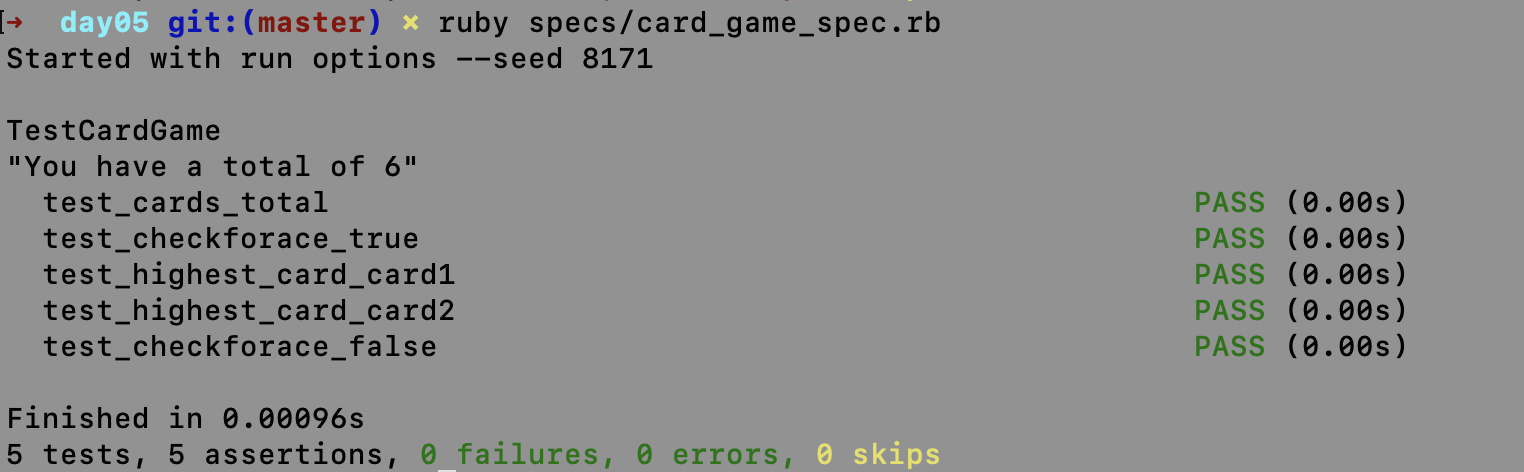 ➜ day05 git:(master) ✗ ruby specs/card_game_spec.rb
Started with run options --seed 8171
TestCardGame
"You have a total of 6"
test_cards_total PASS (0.00s)
test_checkforace_true PASS (0.00s)
test_highest_card_card1 PASS (0.00s)
test_highest_card_card2 PASS (0.00s)
test_checkforace_false PASS (0.00s)
Finished in 0.00096s
5 tests, 5 assertions, 0 failures, 0 errors, 0 skips